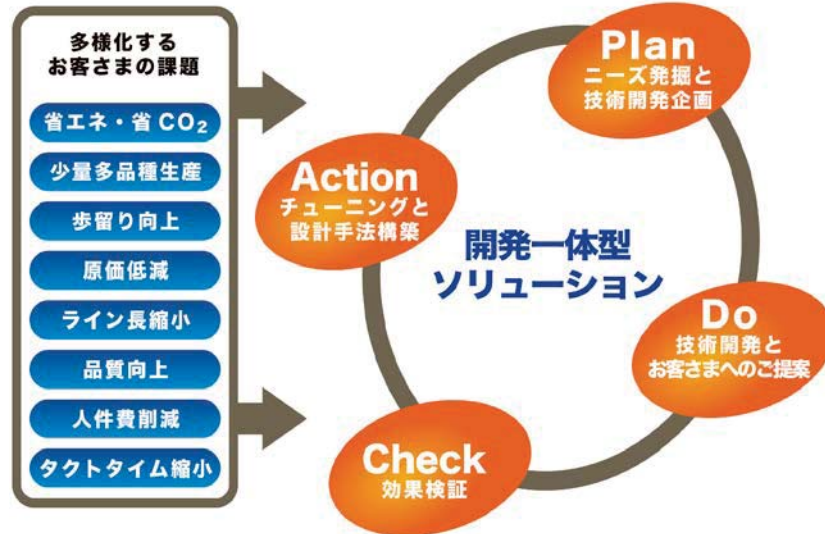 多様化する
お客さまの課題
省エネ・省CO₂
少量多品種生産
歩留り向上
原価低減
ライン長縮小
品質向上
人件費削減
タクトタイム縮小
Plan
ニーズ発掘と
技術開発企画
Do
技術開発と
お客さまへのご提案
Check
効果検証
Action
チューニングと
設計手法構築
開発一体型
ソリューション